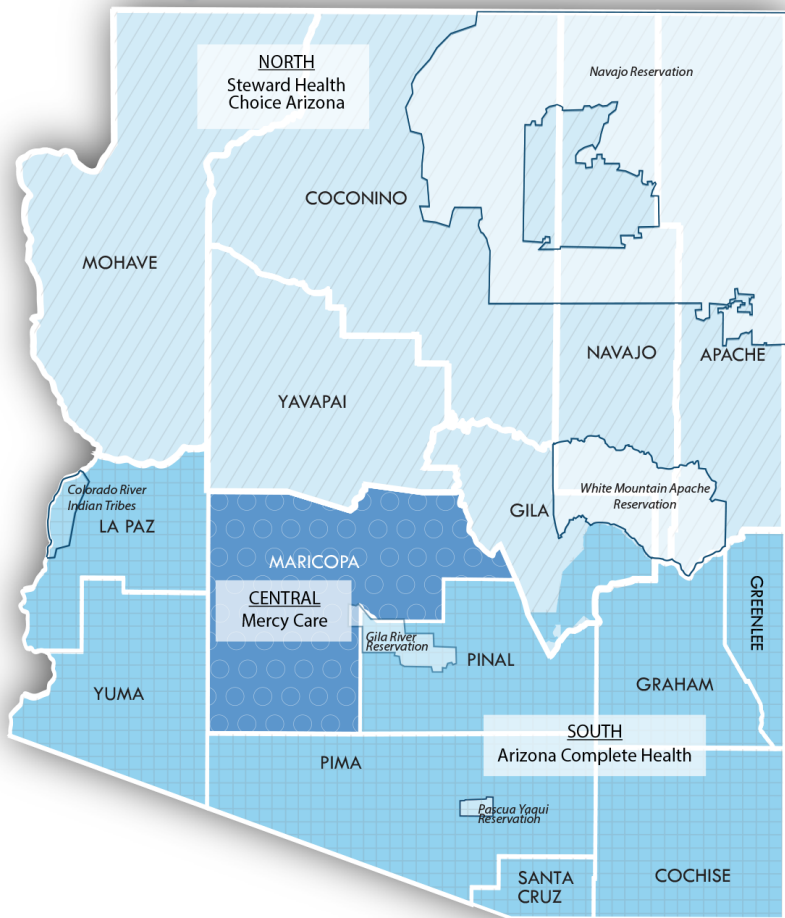 NORTH
Steward Health
Choice Arizona
Navajo Reservation
COCONINO
MOHAVE
NAVAJO
APACHE
YAVAPAI
Colorado River
Indian Tribes
LA PAZ
White Mountain Apache
Reservation
GILA
MARICOPA
CENTRAL
Mercy Care
GREENLEE
Gila River
Reservation
PINAL
GRAHAM
YUMA
SOUTH
Arizona Complete Health
PIMA
Pascua Yaqui
Reservation
SANTA
CRUZ
COCHISE